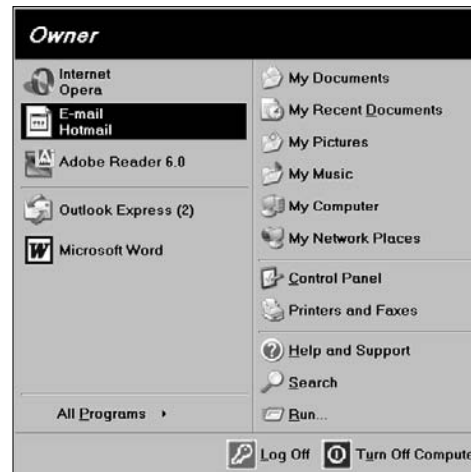 Owner
Internet
Opera
E-mail
Hotmail
Adobe Reader 6.0
Outlook Express (2)
Microsoft Word
All Programs
My Documents
My Recent Documents
My Pictures
My Music
My Computer
My Network Places
Control Panel
Printers and Faxes
Help and Support
Search
Run...
Log Off
Turn Off Compute